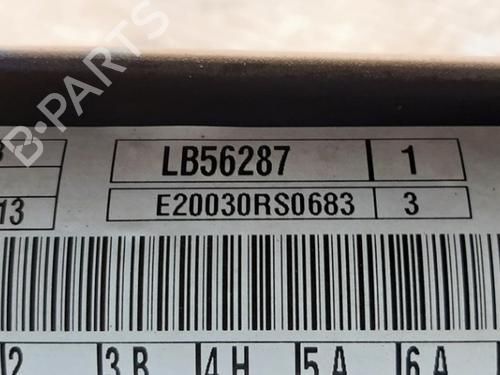 B-PARTS
LB56287 1
13 E20030RS0683 3
2 3B 4H 5A 6A